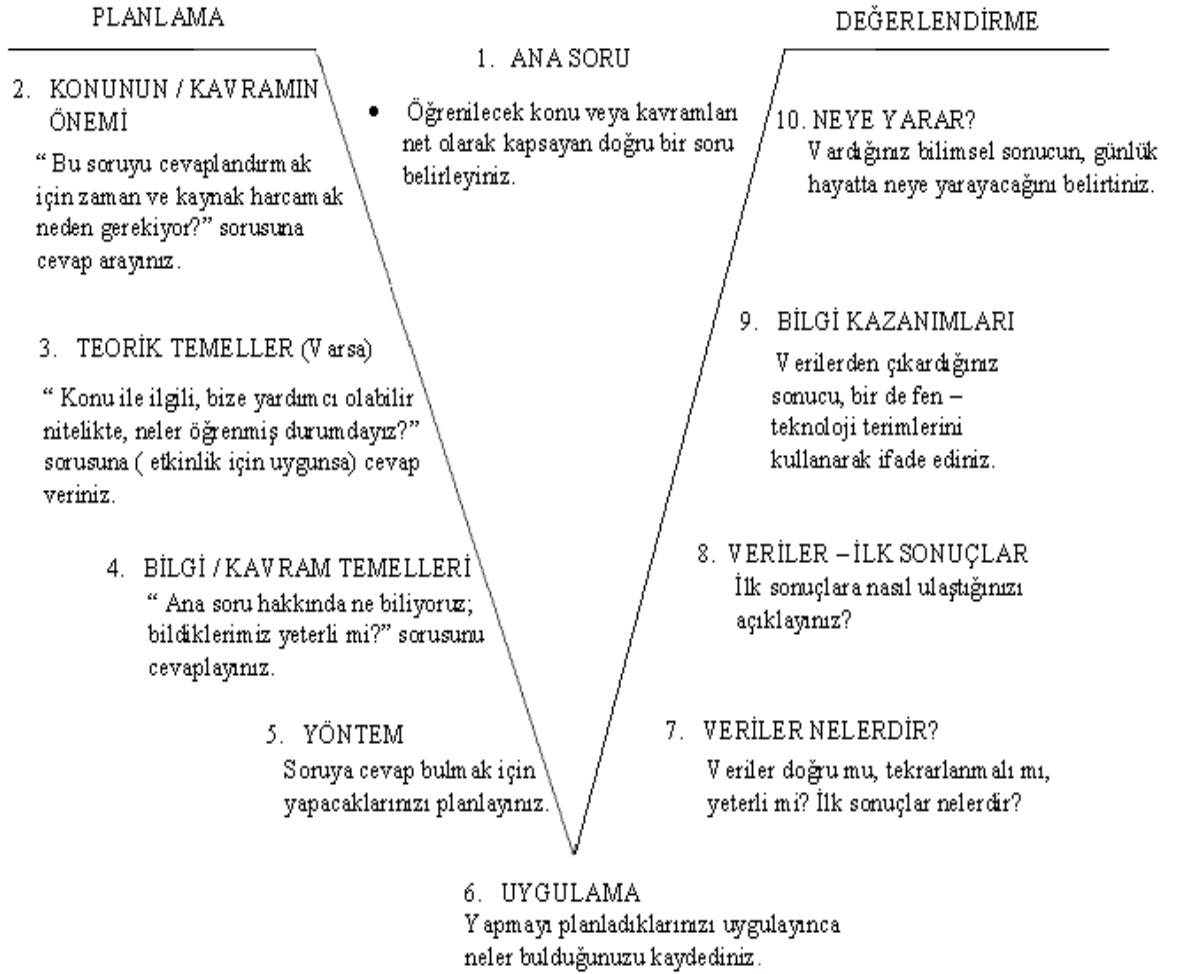 PLANLAMA
DEĞERLENDİRME
1. ANA SORU
• Öğrenilecek konu veya kavramları
net olarak kapsayan doğru bir soru
belirleyiniz.
2. KONUNUN / KAVRAMIN
ÖNEMİ
“ Bu soruyu cevaplandırmak
için zaman ve kaynak harcamak
neden gerekiyor?” sorusuna
cevap arayınız.
3. TEORİK TEMELLER (Varsa)
“ Konu ile ilgili, bize yardımcı olabilir
nitelikte, neler öğrenmiş durumdayız?”
sorusuna ( etkinlik için uygunsa) cevap
veriniz.
4. BİLGİ / KAVRAM TEMELLERİ
“ Ana soru hakkında ne biliyoruz;
bildiklerimiz yeterli mi?” sorusunu
cevaplayınız.
5. YÖNTEM
Soruya cevap bulmak için
yapacaklarınızı planlayınız.
6. UYGULAMA
Yapmayı planladıklarınızı uygulayınca
neler bulduğunuzu kaydediniz.
7. VERİLER NELERDİR?
Veriler doğru mu, tekrarlanmalı mı,
yeterli mi? İlk sonuçlar nelerdir?
8. VERİLER – İLK SONUÇLAR
İlk sonuçlara nasıl ulaştığınızı
açıklayınız?
9. BİLGİ KAZANIMLARI
Verilerden çıkardığınız
sonucu, bir de fen –
teknoloji terimlerini
kullanarak ifade ediniz.
10. NEYE YARAR?
Vardığınız bilimsel sonucun, günlük
hayatta neye yarayacağını belirtiniz.